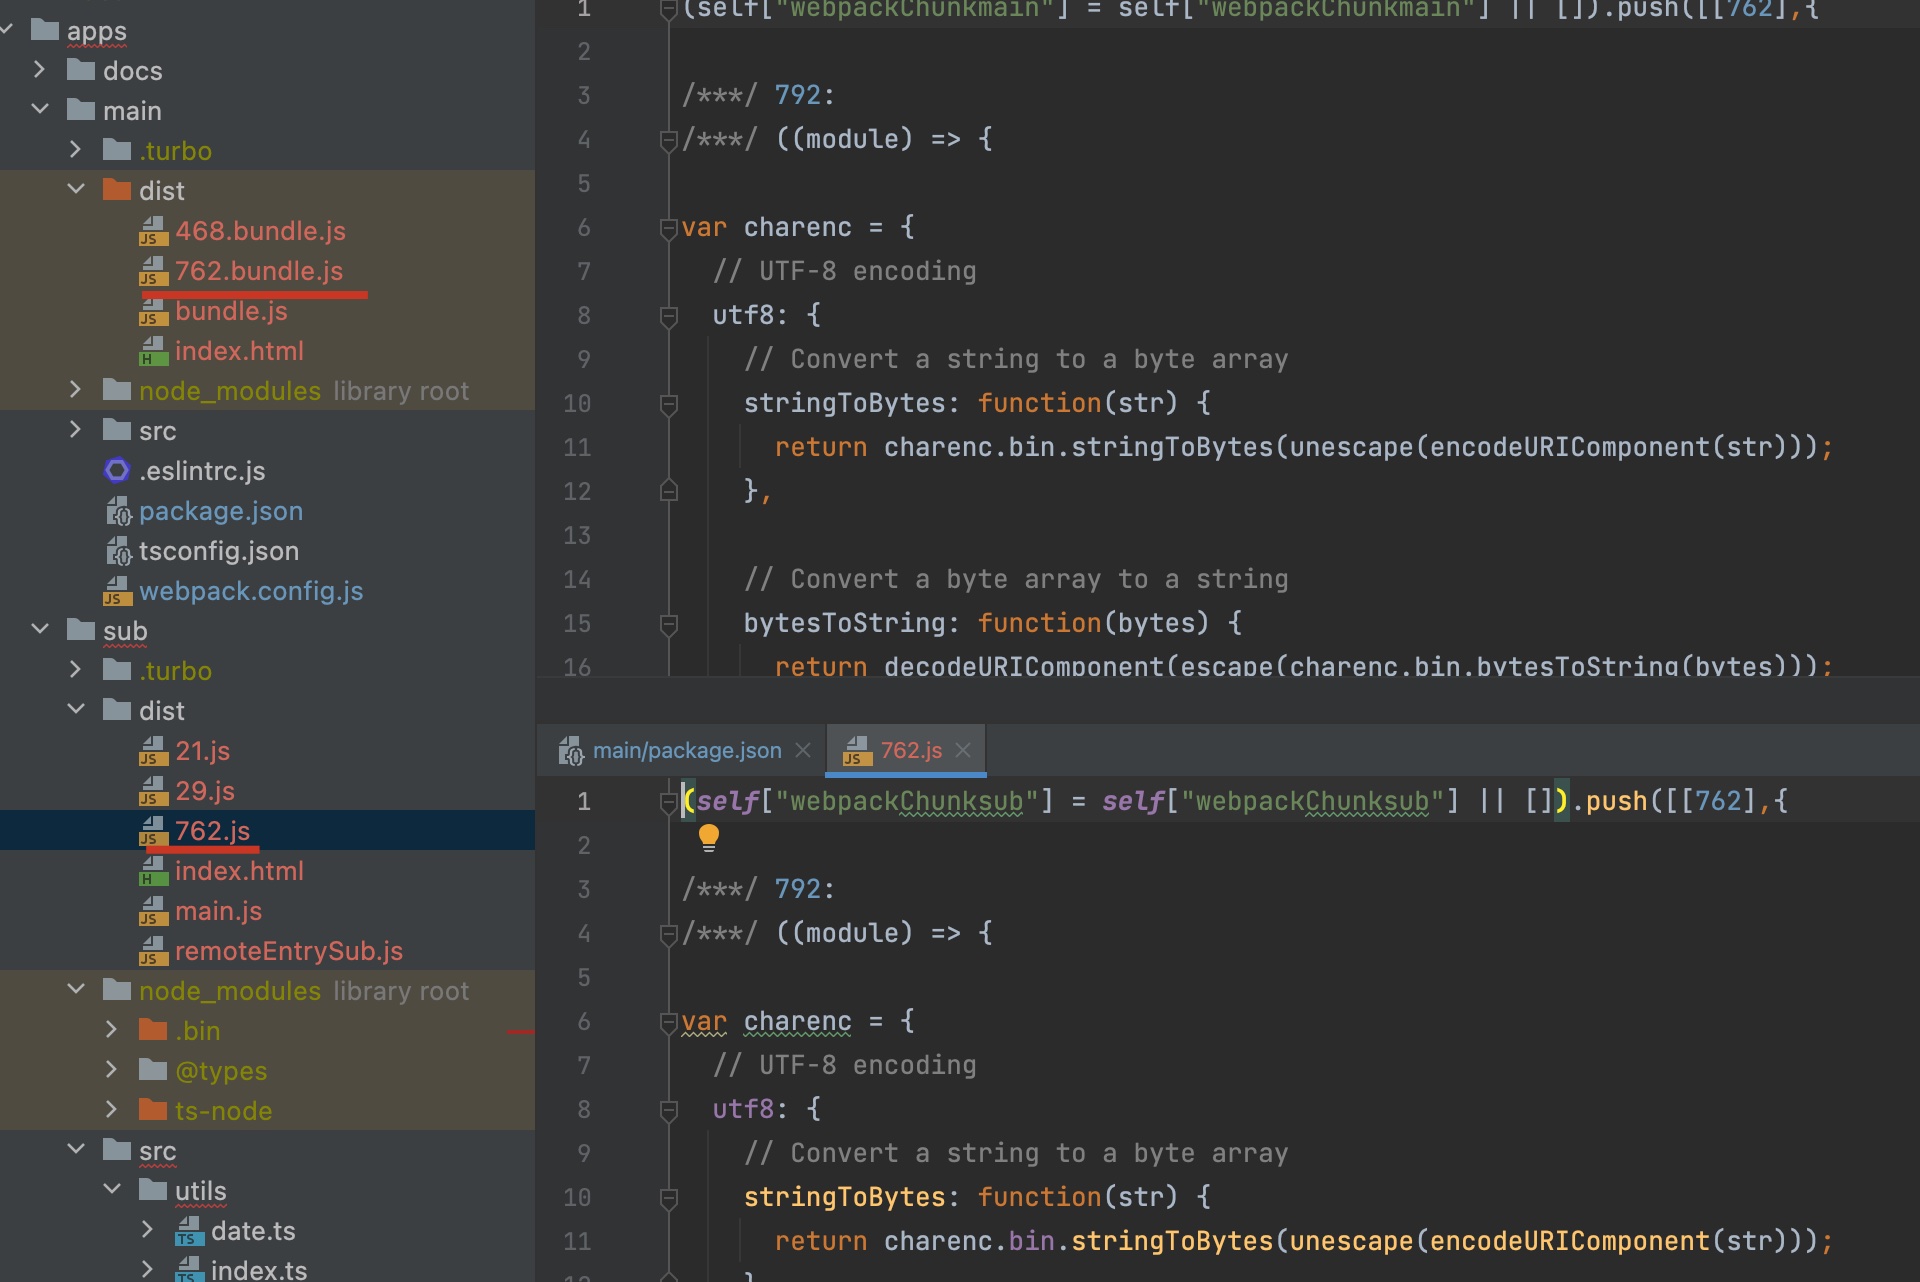 apps
docs
main
.turbo
dist
468.bundle.js
762.bundle.js
bundle.js
index.html
node_modules library root
src
.eslintrc.js
package.json
tsconfig.json
webpack.config.js
sub
.turbo
dist
21.js
29.js
762.js
index.html
main.js
remoteEntrySub.js
node_modules library root
.bin
@types
ts-node
src
utils
date.ts
index.ts
1 (self["webpackChunkmain"] = self["webpackChunkmain"] || []).push([[762],{
2
3 /***/ 792:
4 /***/ ((module) => {
5
6 var charenc = {
7 // UTF-8 encoding
8 utf8: {
9 // Convert a string to a byte array
10 stringToBytes: function(str) {
11 return charenc.bin.stringToBytes(unescape(encodeURIComponent(str)));
12 },
13
14 // Convert a byte array to a string
15 bytesToString: function(bytes) {
16 return decodeURIComponent(escape(charenc.bin.bytesToString(bytes)));
main/package.json 762.js
1 (self["webpackChunksub"] = self["webpackChunksub"] || []).push([[762],{
2
3 /***/ 792:
4 /***/ ((module) => {
5
6 var charenc = {
7 // UTF-8 encoding
8 utf8: {
9 // Convert a string to a byte array
10 stringToBytes: function(str) {
11 return charenc.bin.stringToBytes(unescape(encodeURIComponent(str)));